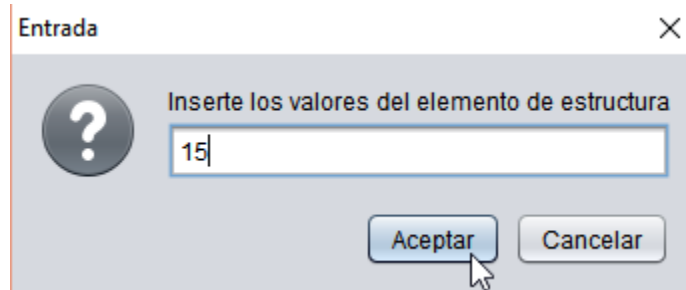 Entrada
Inserte los valores del elemento de estructura
15
Aceptar
Cancelar